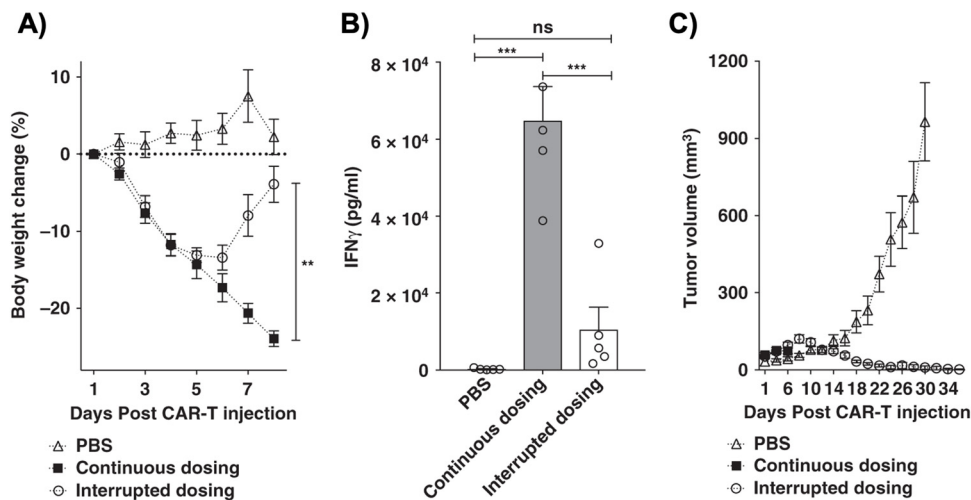 A)
Body weight change (%)
10
0
−10
−20
**
1 3 5 7
Days Post CAR-T injection
PBS
Continuous dosing
Interrupted dosing
B)
ns
***
***
IFNγ (pg/ml)
8 × 10⁴
6 × 10⁴
4 × 10⁴
2 × 10⁴
0
PBS
Continuous dosing
Interrupted dosing
C)
Tumor volume (mm³)
1200
900
600
300
0
1 6 10 14 18 22 26 30 34
Days Post CAR-T injection
PBS
Continuous dosing
Interrupted dosing